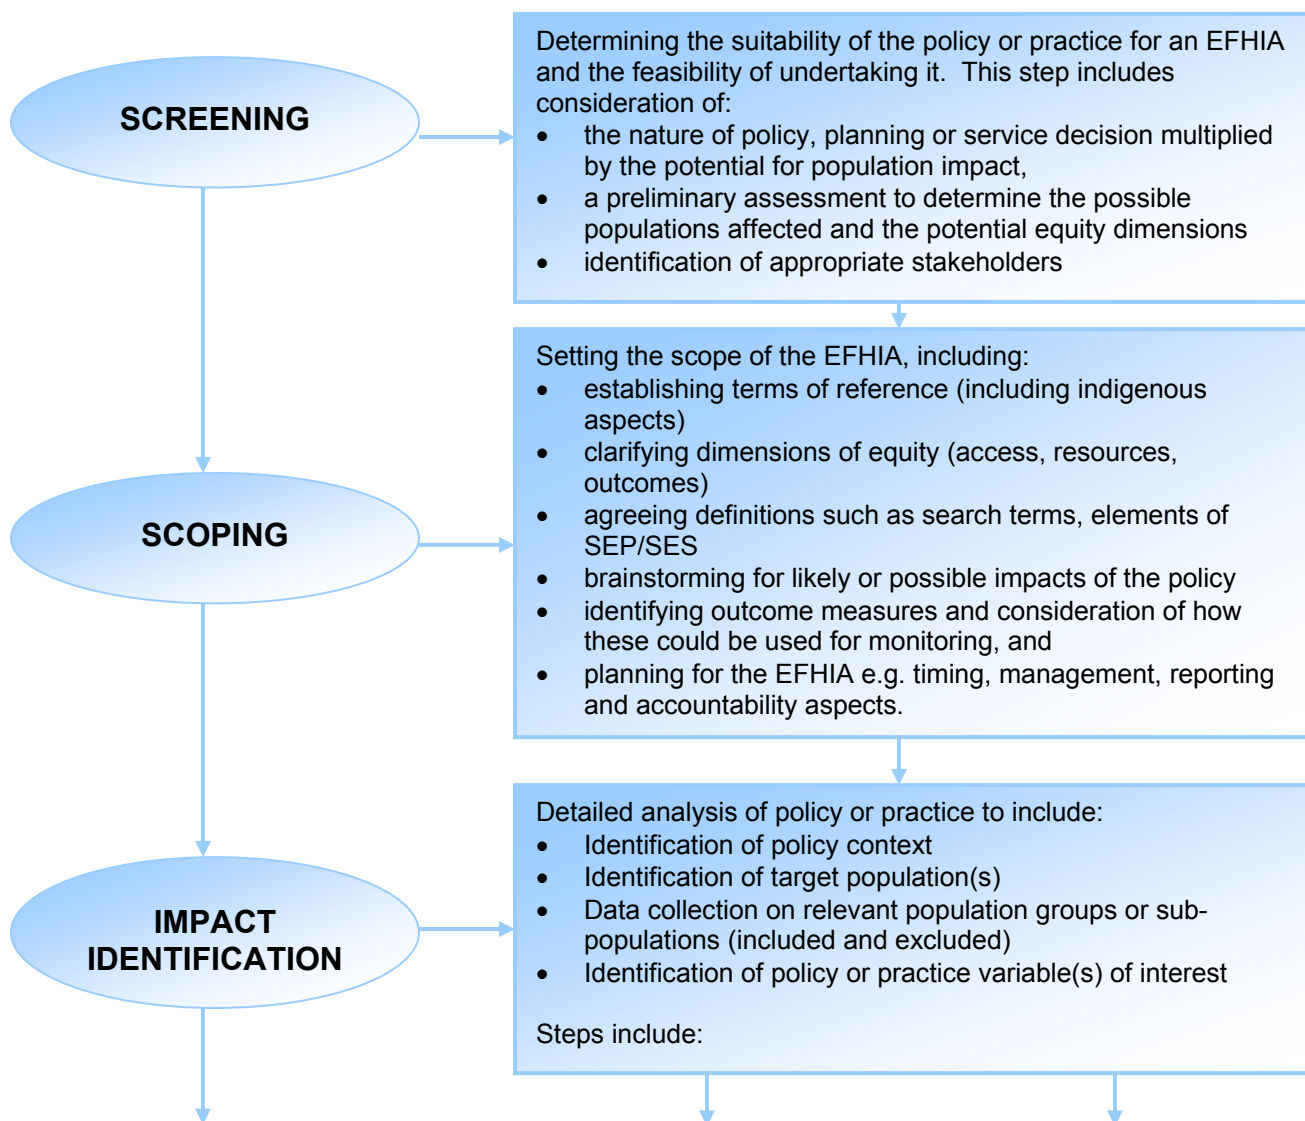 SCREENING
Determining the suitability of the policy or practice for an EFHIA
and the feasibility of undertaking it.  This step includes
consideration of:
• the nature of policy, planning or service decision multiplied
by the potential for population impact,
• a preliminary assessment to determine the possible
populations affected and the potential equity dimensions
• identification of appropriate stakeholders
SCOPING
Setting the scope of the EFHIA, including:
• establishing terms of reference (including indigenous
aspects)
• clarifying dimensions of equity (access, resources,
outcomes)
• agreeing definitions such as search terms, elements of
SEP/SES
• brainstorming for likely or possible impacts of the policy
• identifying outcome measures and consideration of how
these could be used for monitoring, and
• planning for the EFHIA e.g. timing, management, reporting
and accountability aspects.
IMPACT
IDENTIFICATION
Detailed analysis of policy or practice to include:
• Identification of policy context
• Identification of target population(s)
• Data collection on relevant population groups or sub-
populations (included and excluded)
• Identification of policy or practice variable(s) of interest
Steps include: